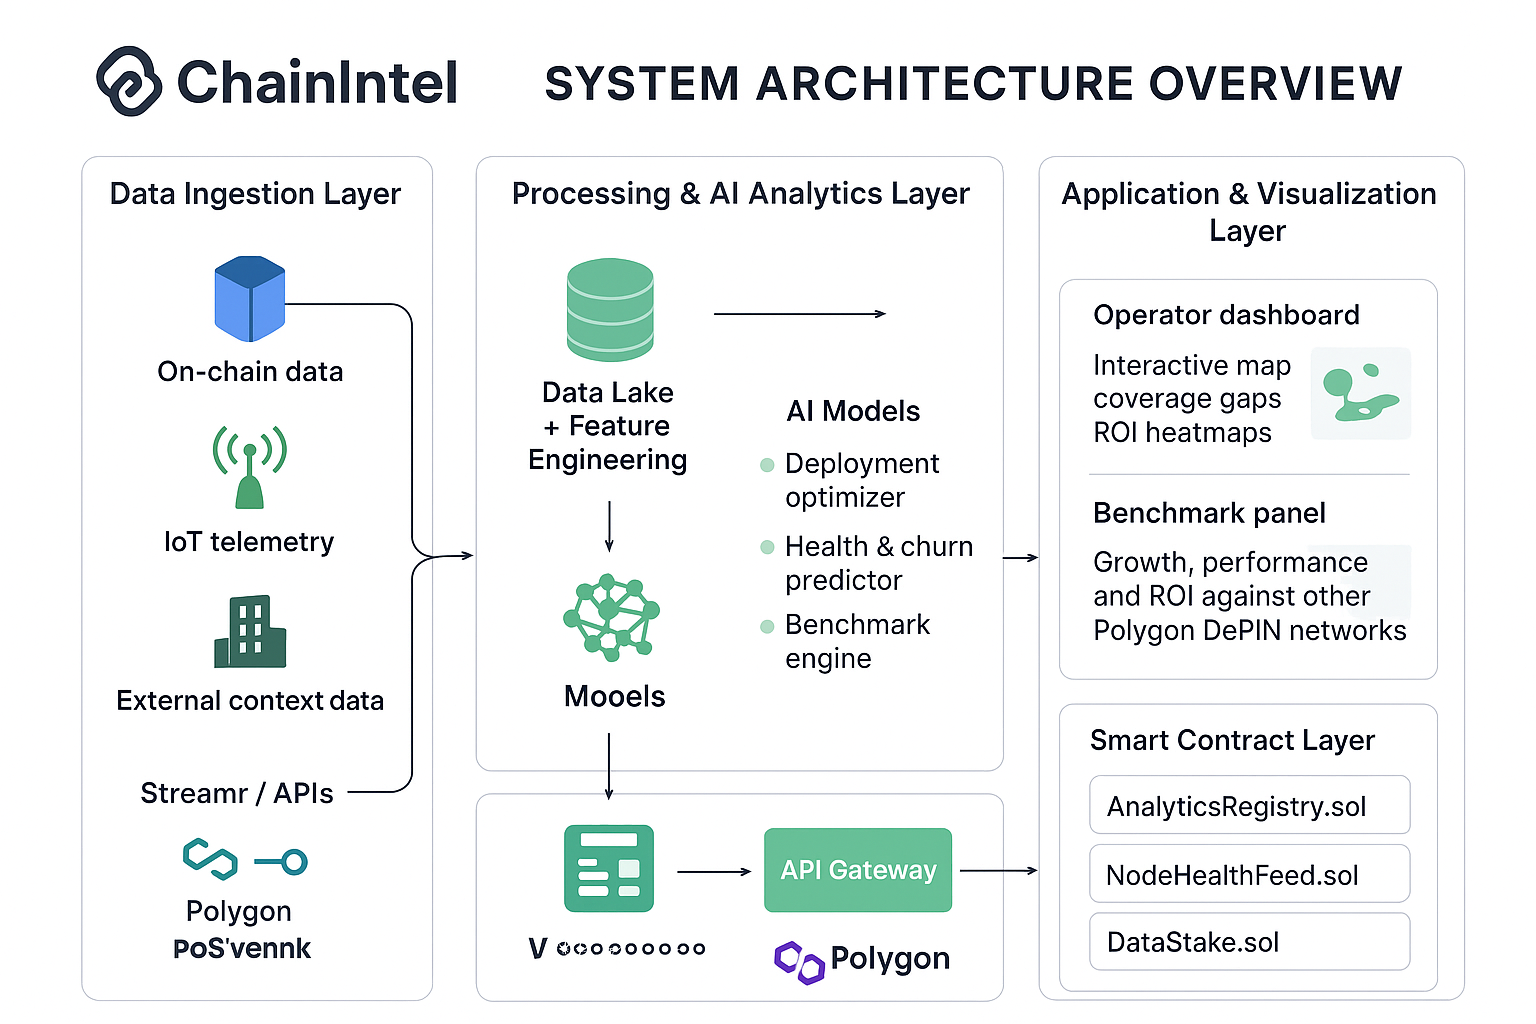 ChainIntel
SYSTEM ARCHITECTURE OVERVIEW
Data Ingestion Layer
On-chain data
IoT telemetry
External context data
Streamr / APIs
Polygon
PoS'vennk
Processing & AI Analytics Layer
Data Lake
+ Feature
Engineering
Mooels
AI Models
Deployment
optimizer
Health & churn
predictor
Benchmark
engine
API Gateway
Polygon
Application & Visualization
Layer
Operator dashboard
Interactive map
coverage gaps
ROI heatmaps
Benchmark panel
Growth, performance
and ROI against other
Polygon DePIN networks
Smart Contract Layer
AnalyticsRegistry.sol
NodeHealthFeed.sol
DataStake.sol